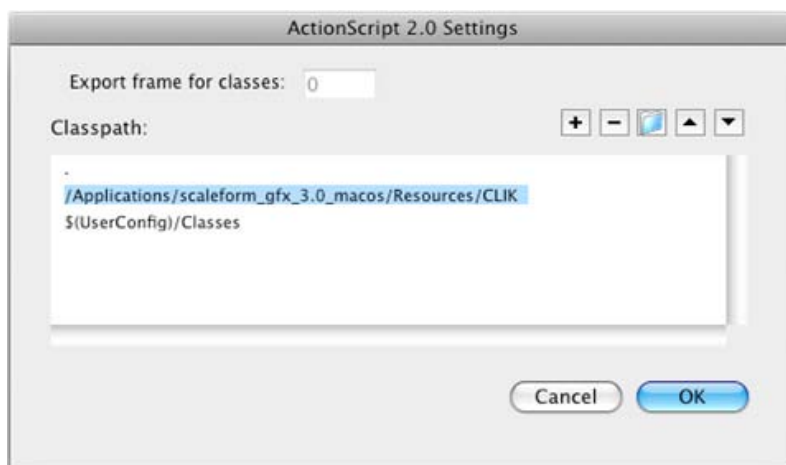 ActionScript 2.0 Settings
Export frame for classes: 0
Classpath:
.
/Applications/scaleform_gfx_3.0_macos/Resources/CLIK
$(UserConfig)/Classes
Cancel OK